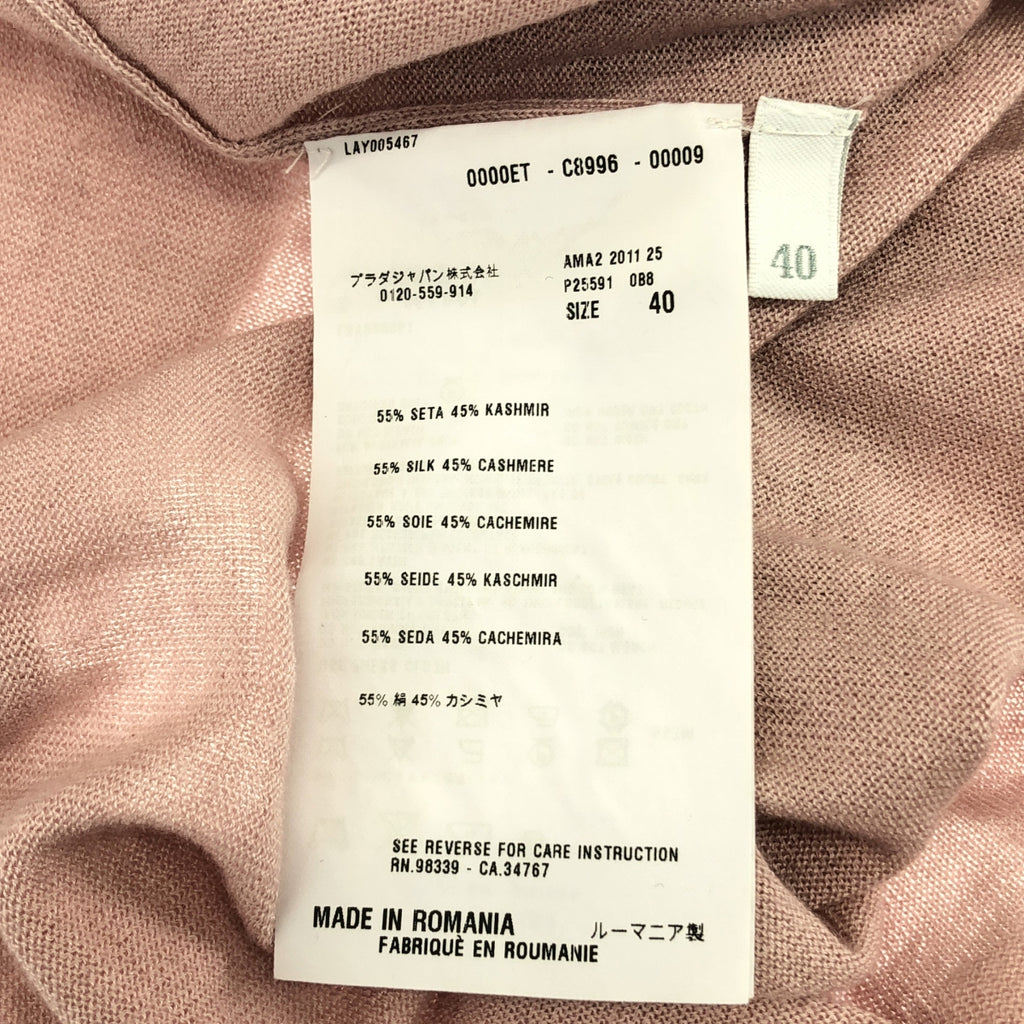 LAY005467
0000ET - C8996 - 00009
プラダジャパン株式会社
0120-559-914
AMA2 2011 25
P25591 0B8
SIZE 40
40
55% SETA 45% KASHMIR
55% SILK 45% CASHMERE
55% SOIE 45% CACHEMIRE
55% SEIDE 45% KASCHMIR
55% SEDA 45% CACHEMIRA
55% 絹 45% カシミヤ
SEE REVERSE FOR CARE INSTRUCTION
RN.98339 - CA.34767
MADE IN ROMANIA
FABRIQUÈ EN ROUMANIE
ルーマニア製